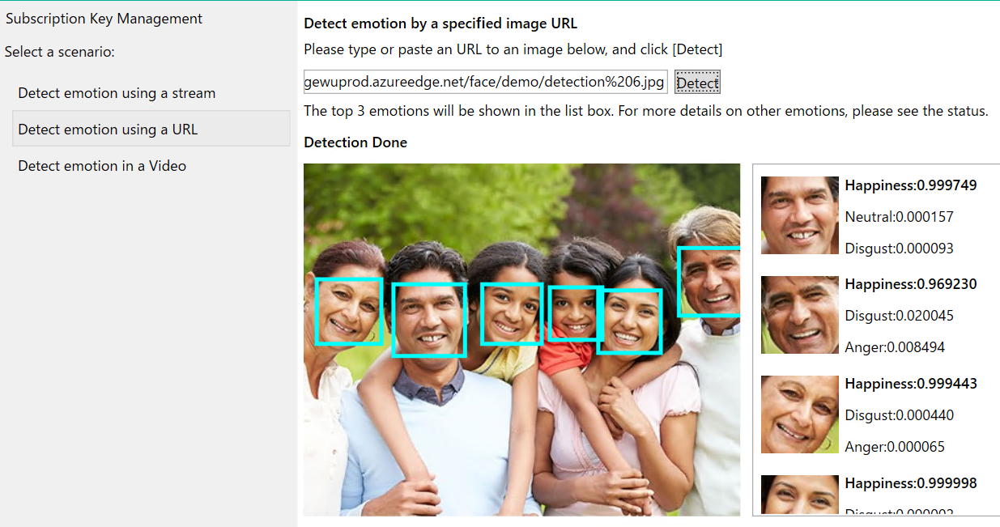 Subscription Key Management
Select a scenario:
Detect emotion using a stream
Detect emotion using a URL
Detect emotion in a Video
Detect emotion by a specified image URL
Please type or paste an URL to an image below, and click [Detect]
gewuprod.azureedge.net/face/demo/detection%206.jpg
Detect
The top 3 emotions will be shown in the list box. For more details on other emotions, please see the status.
Detection Done
Happiness:0.999749
Neutral:0.000157
Disgust:0.000093
Happiness:0.969230
Disgust:0.020045
Anger:0.008494
Happiness:0.999443
Disgust:0.000440
Anger:0.000065
Happiness:0.999998